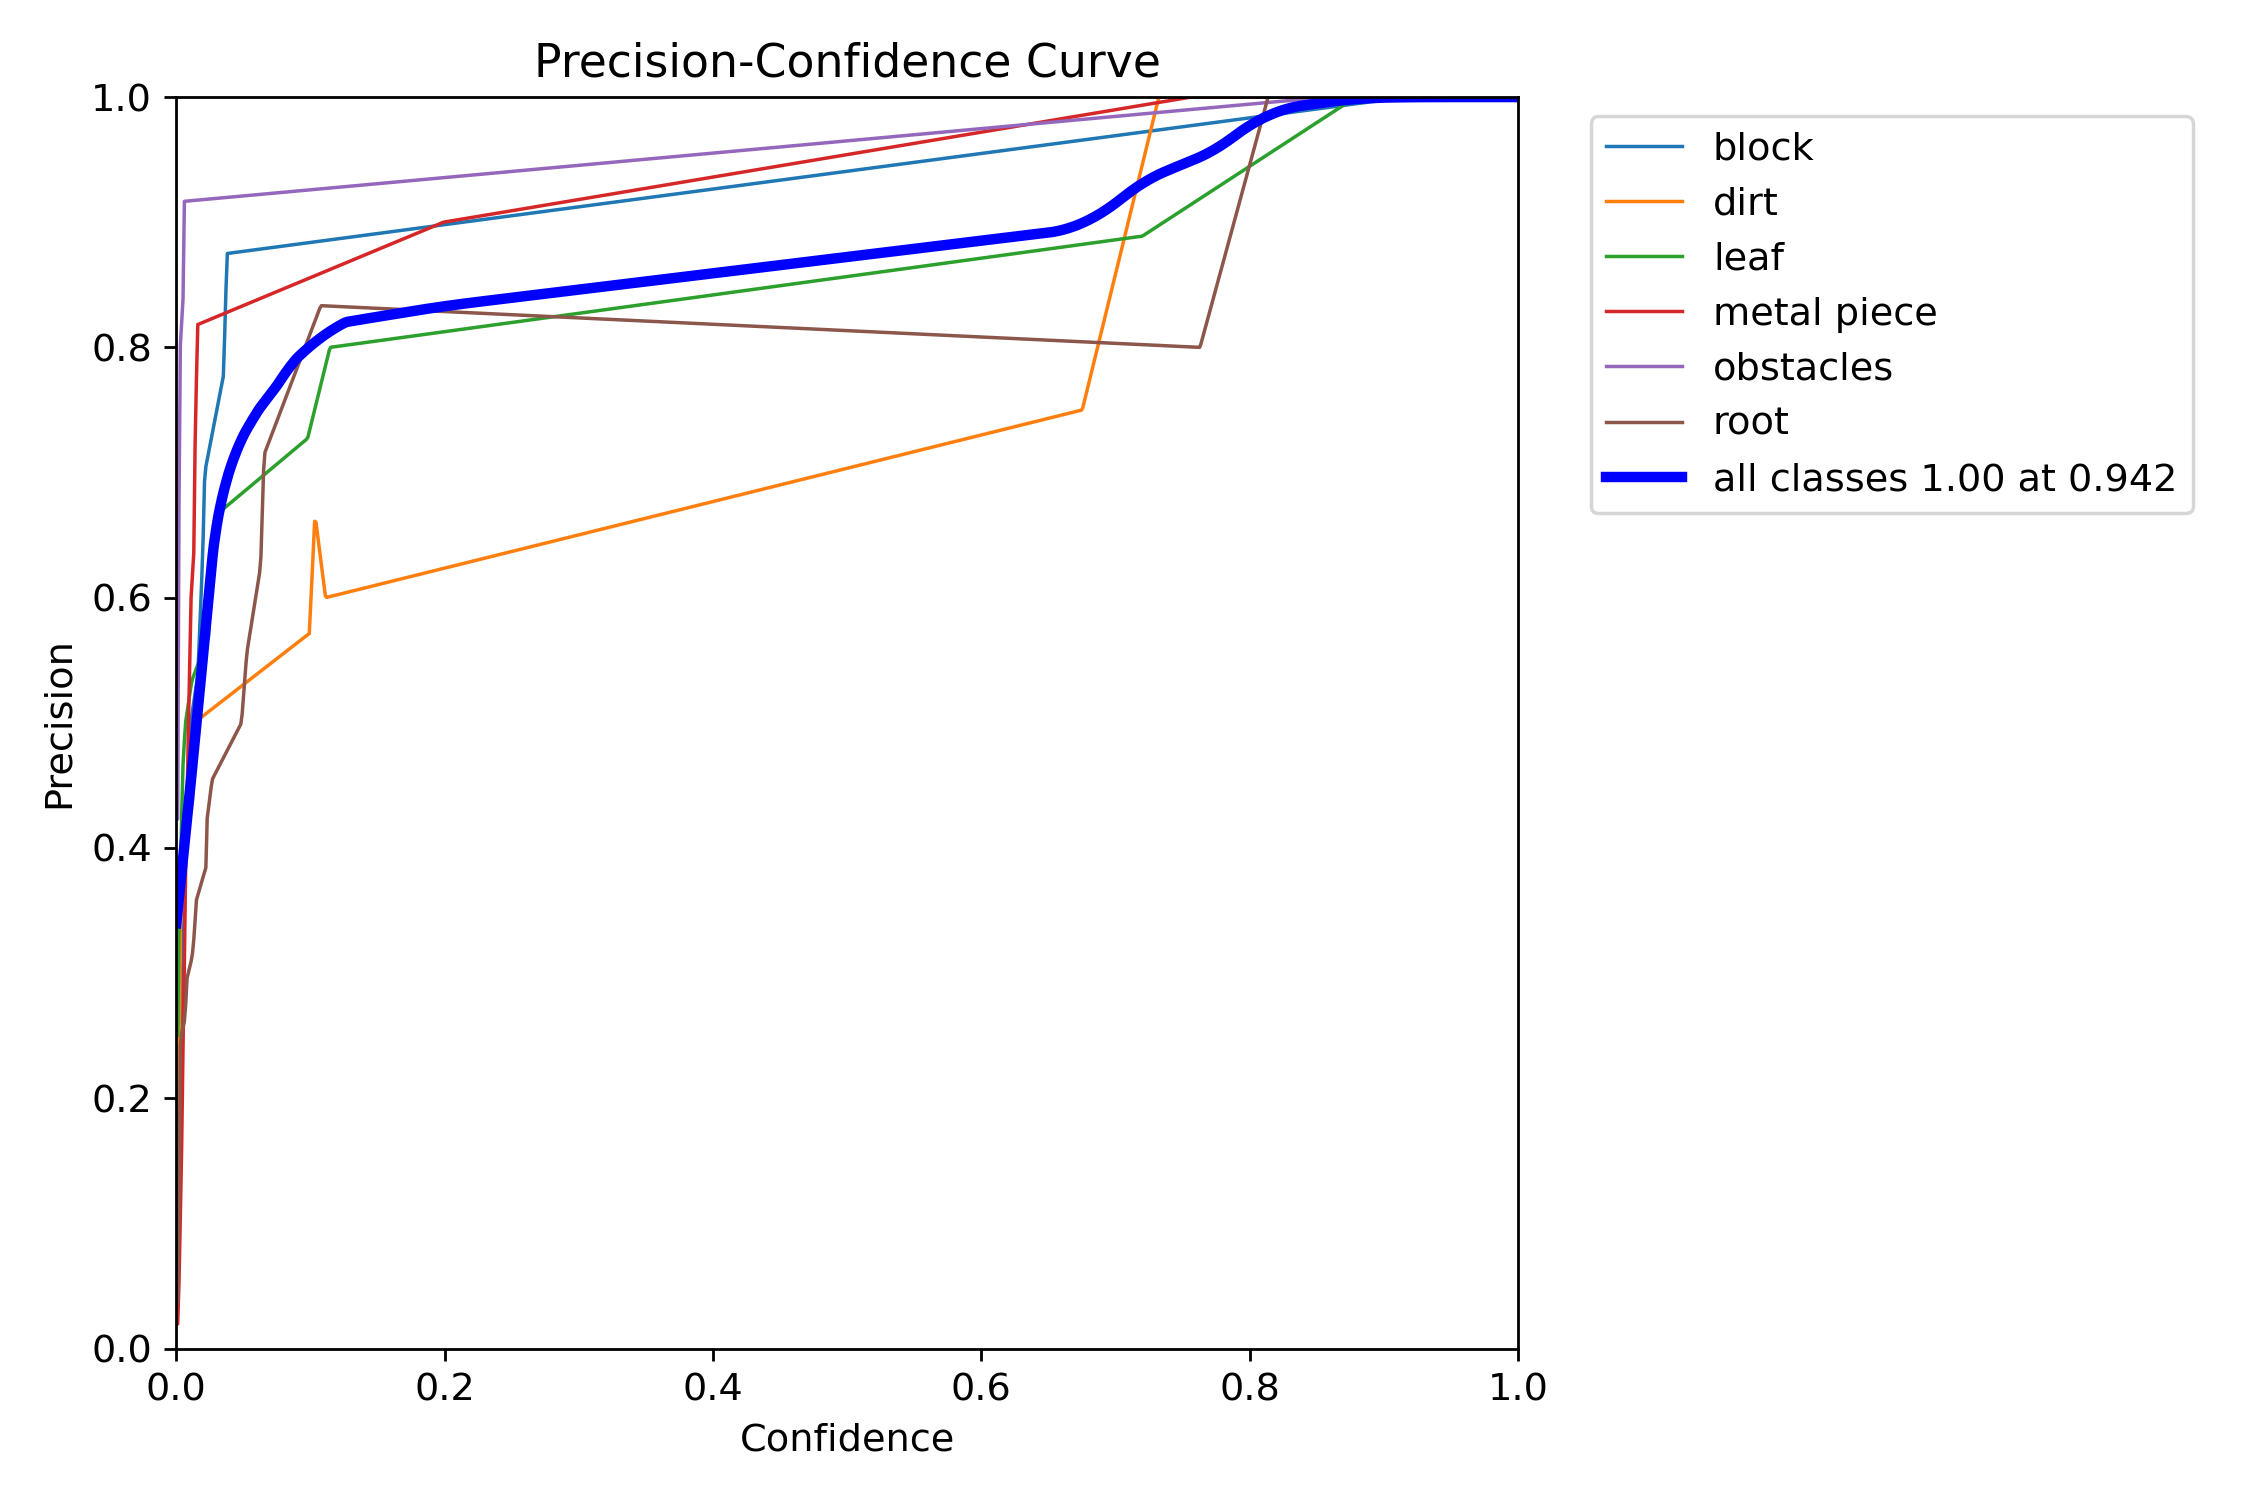 Precision-Confidence Curve
1.0
0.8
0.6
0.4
0.2
0.0
Precision
0.0 0.2 0.4 0.6 0.8 1.0
Confidence
block
dirt
leaf
metal piece
obstacles
root
all classes 1.00 at 0.942